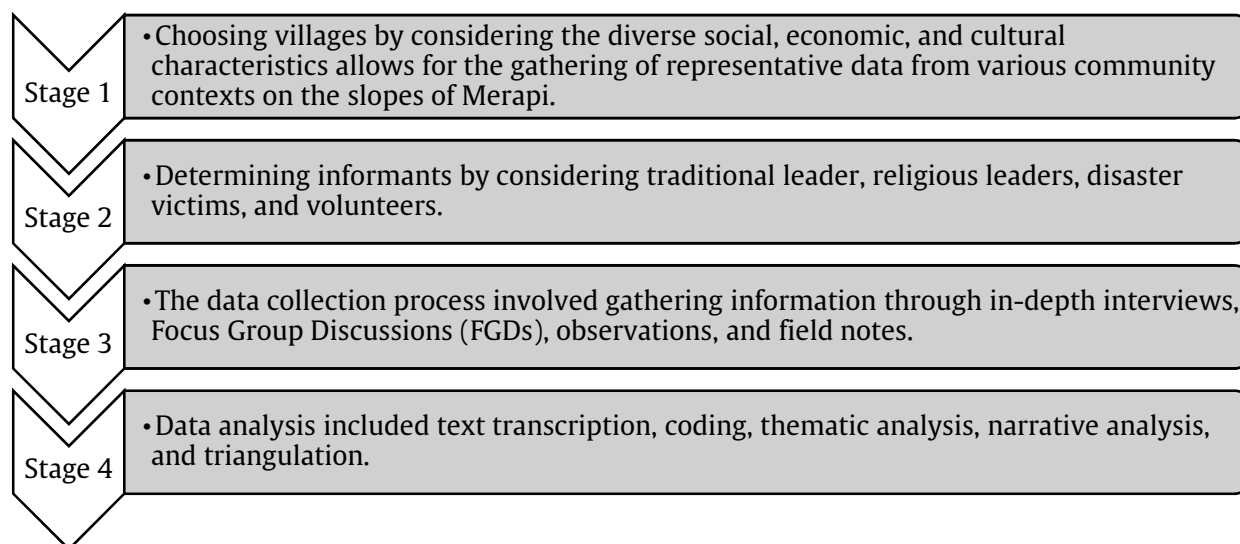 Stage 1
•Choosing villages by considering the diverse social, economic, and cultural
characteristics allows for the gathering of representative data from various community
contexts on the slopes of Merapi.
Stage 2
•Determining informants by considering traditional leader, religious leaders, disaster
victims, and volunteers.
Stage 3
•The data collection process involved gathering information through in-depth interviews,
Focus Group Discussions (FGDs), observations, and field notes.
Stage 4
•Data analysis included text transcription, coding, thematic analysis, narrative analysis,
and triangulation.